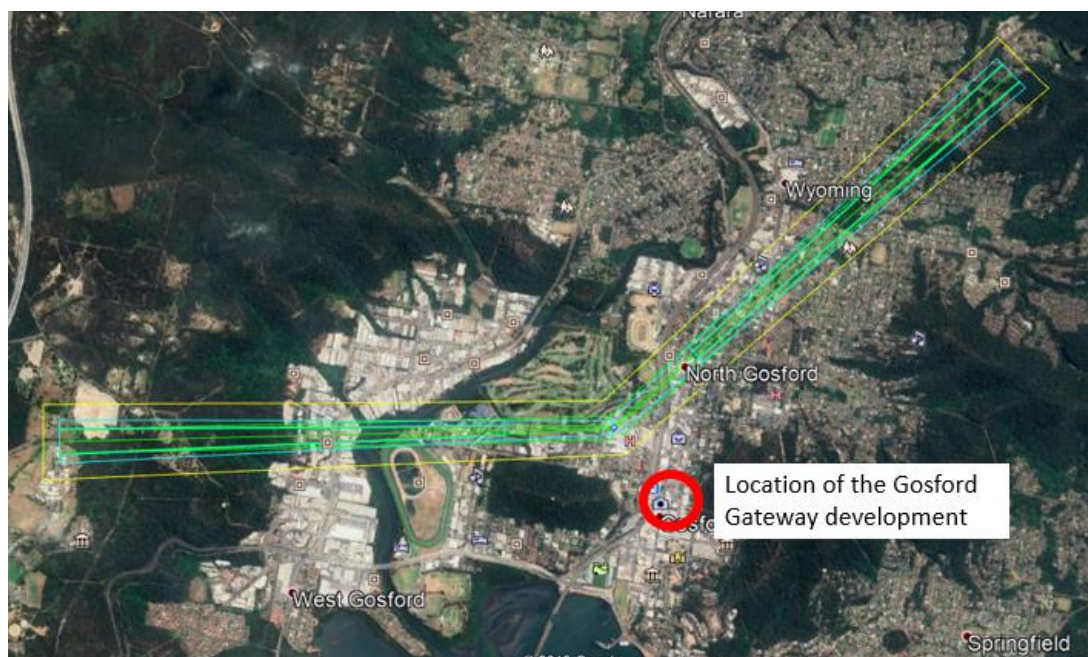 Narara
Wyoming
North Gosford
Location of the Gosford
Gateway development
West Gosford
Springfield